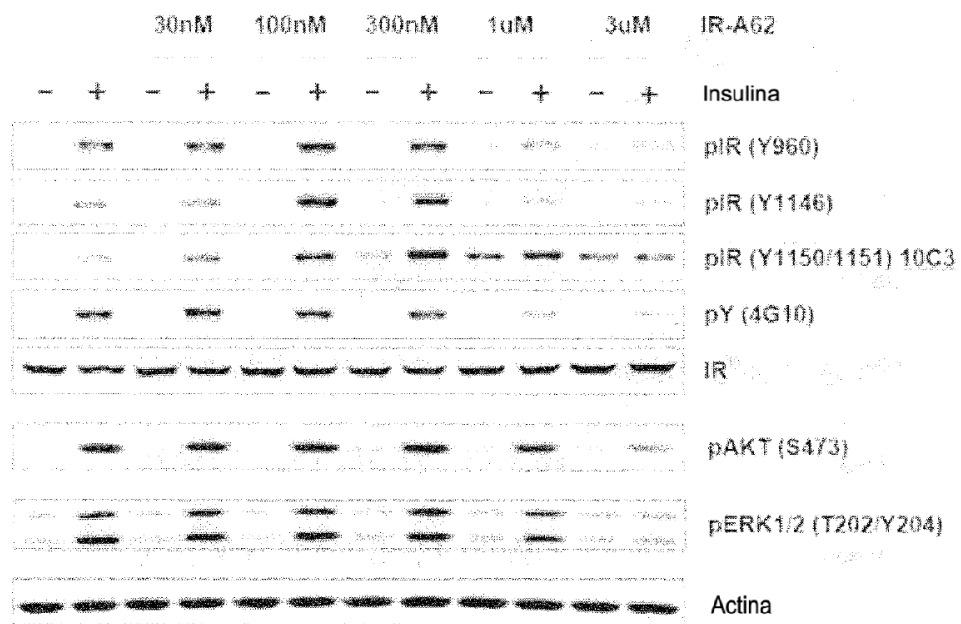 30nM 100nM 300nM 1uM 3uM IR-A62
- + - + - + - + - + - + Insulina
pIR (Y960)
pIR (Y1146)
pIR (Y1150/1151) 10C3
pY (4G10)
IR
pAKT (S473)
pERK1/2 (T202/Y204)
Actina